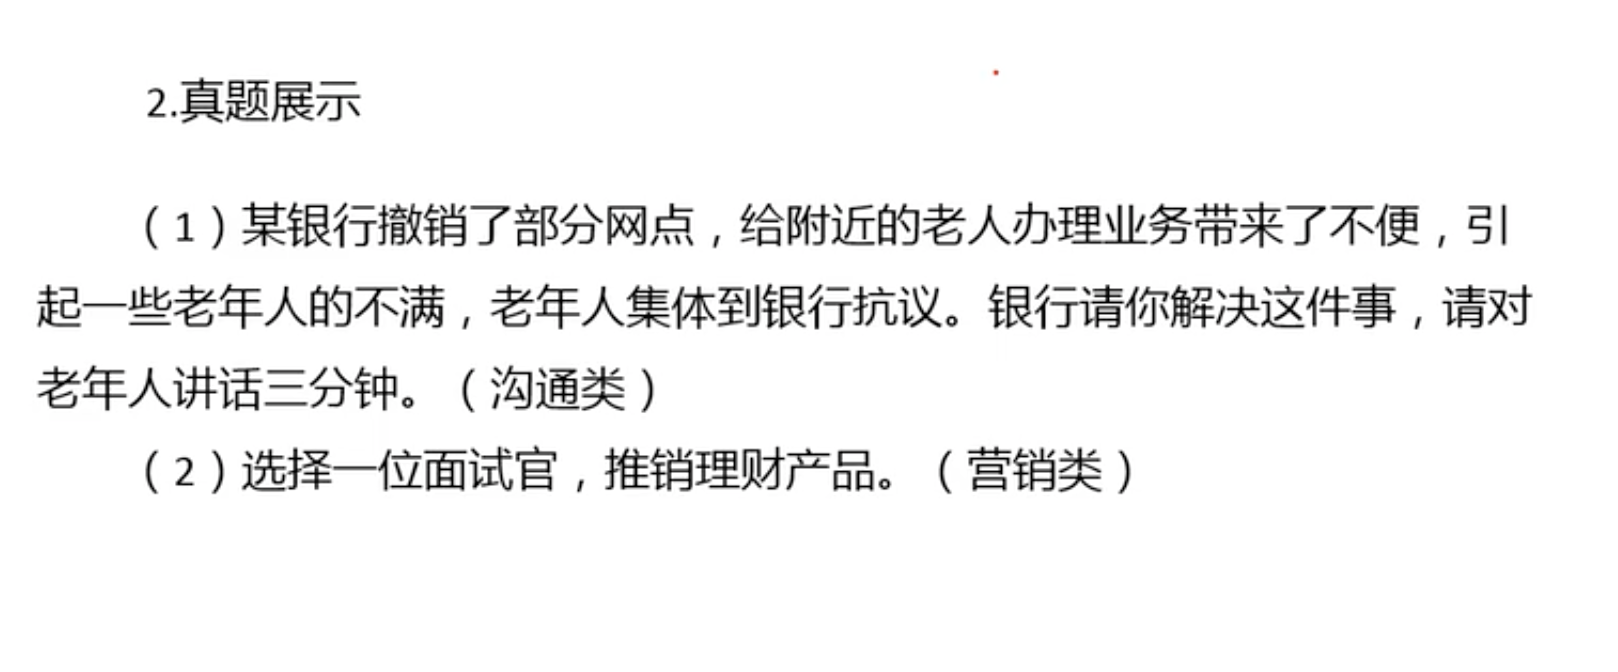 2.真题展示
（1）某银行撤销了部分网点，给附近的老人办理业务带来了不便，引
起一些老年人的不满，老年人集体到银行抗议。银行请你解决这件事，请对
老年人讲话三分钟。（沟通类）
（2）选择一位面试官，推销理财产品。（营销类）